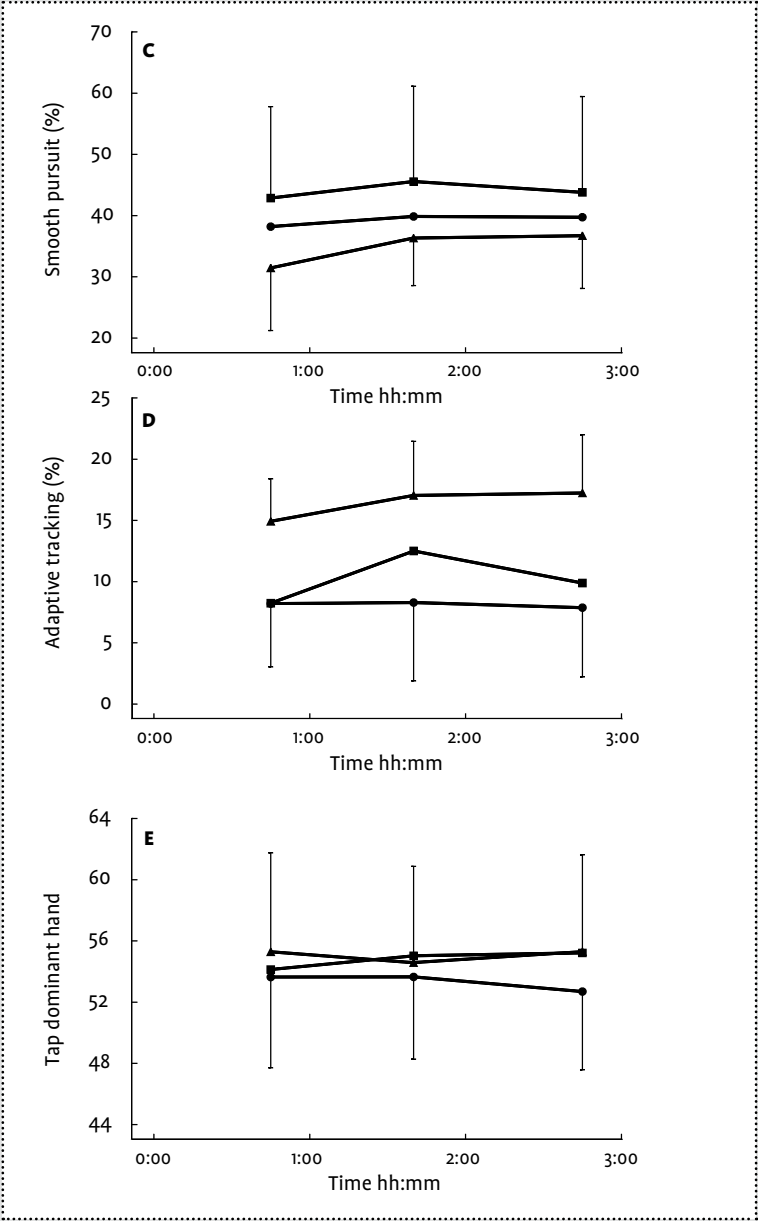 C
Smooth pursuit (%)
70
60
50
40
30
20
0:00 1:00 2:00 3:00
Time hh:mm
D
Adaptive tracking (%)
25
20
15
10
5
0
0:00 1:00 2:00 3:00
Time hh:mm
E
Tap dominant hand
64
60
56
52
48
44
0:00 1:00 2:00 3:00
Time hh:mm